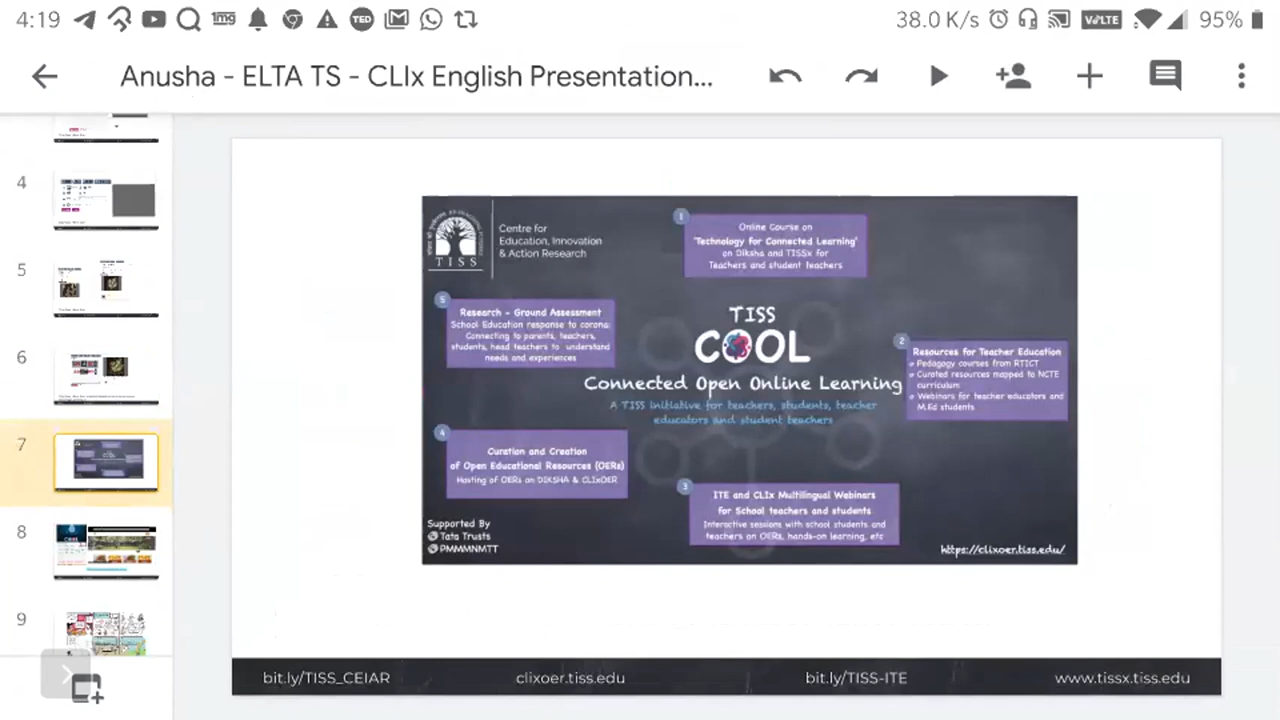 4:19
1mg
TED
38.0 K/s
VoLTE
95%
Anusha - ELTA TS - CLIx English Presentation...
4
5
6
7
8
9
TISS
Centre for
Education, Innovation
& Action Research
1
Online Course on
'Technology for Connected Learning'
on Diksha and TISSx for
Teachers and student teachers
5
Research - Ground Assessment
School Education response to corona:
Connecting to parents, teachers,
students, head teachers to understand
needs and experiences
TISS
COOL
Connected Open Online Learning
A TISS initiative for teachers, students, teacher
educators and student teachers
2
Resources for Teacher Education
Pedagogy courses from RTICT
Curated resources mapped to NCTE
curriculum
Webinars for teacher educators and
M.Ed students
4
Curation and Creation
of Open Educational Resources (OERs)
Hosting of OERs on DIKSHA & CLIxOER
3
ITE and CLIx Multilingual Webinars
for School teachers and students
Interactive sessions with school students and
teachers on OERs, hands-on learning, etc
Supported By
Tata Trusts
PMMMNMTT
https://clixoer.tiss.edu/
bit.ly/TISS_CEIAR
clixoer.tiss.edu
bit.ly/TISS-ITE
www.tissx.tiss.edu